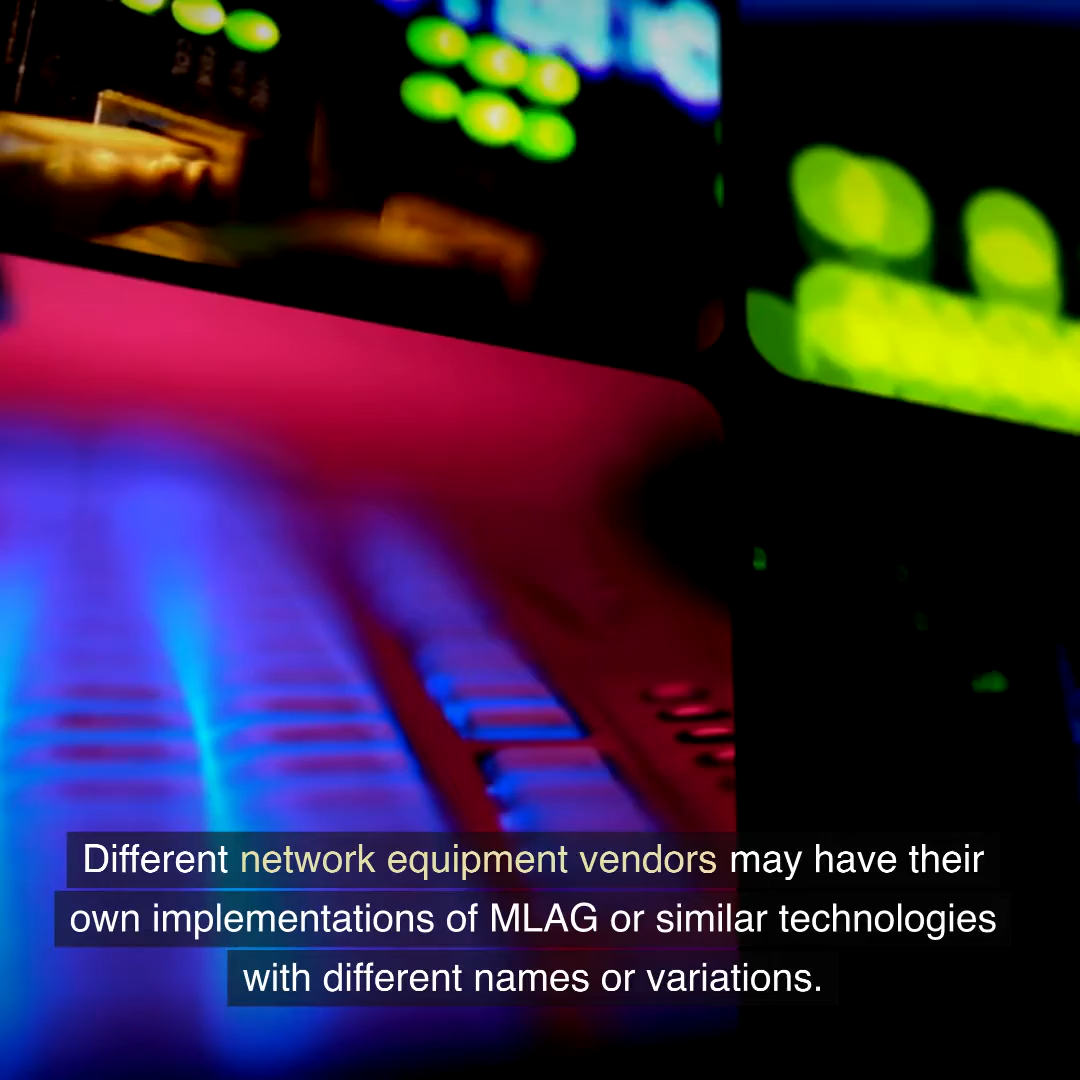 Different network equipment vendors may have their
own implementations of MLAG or similar technologies
with different names or variations.